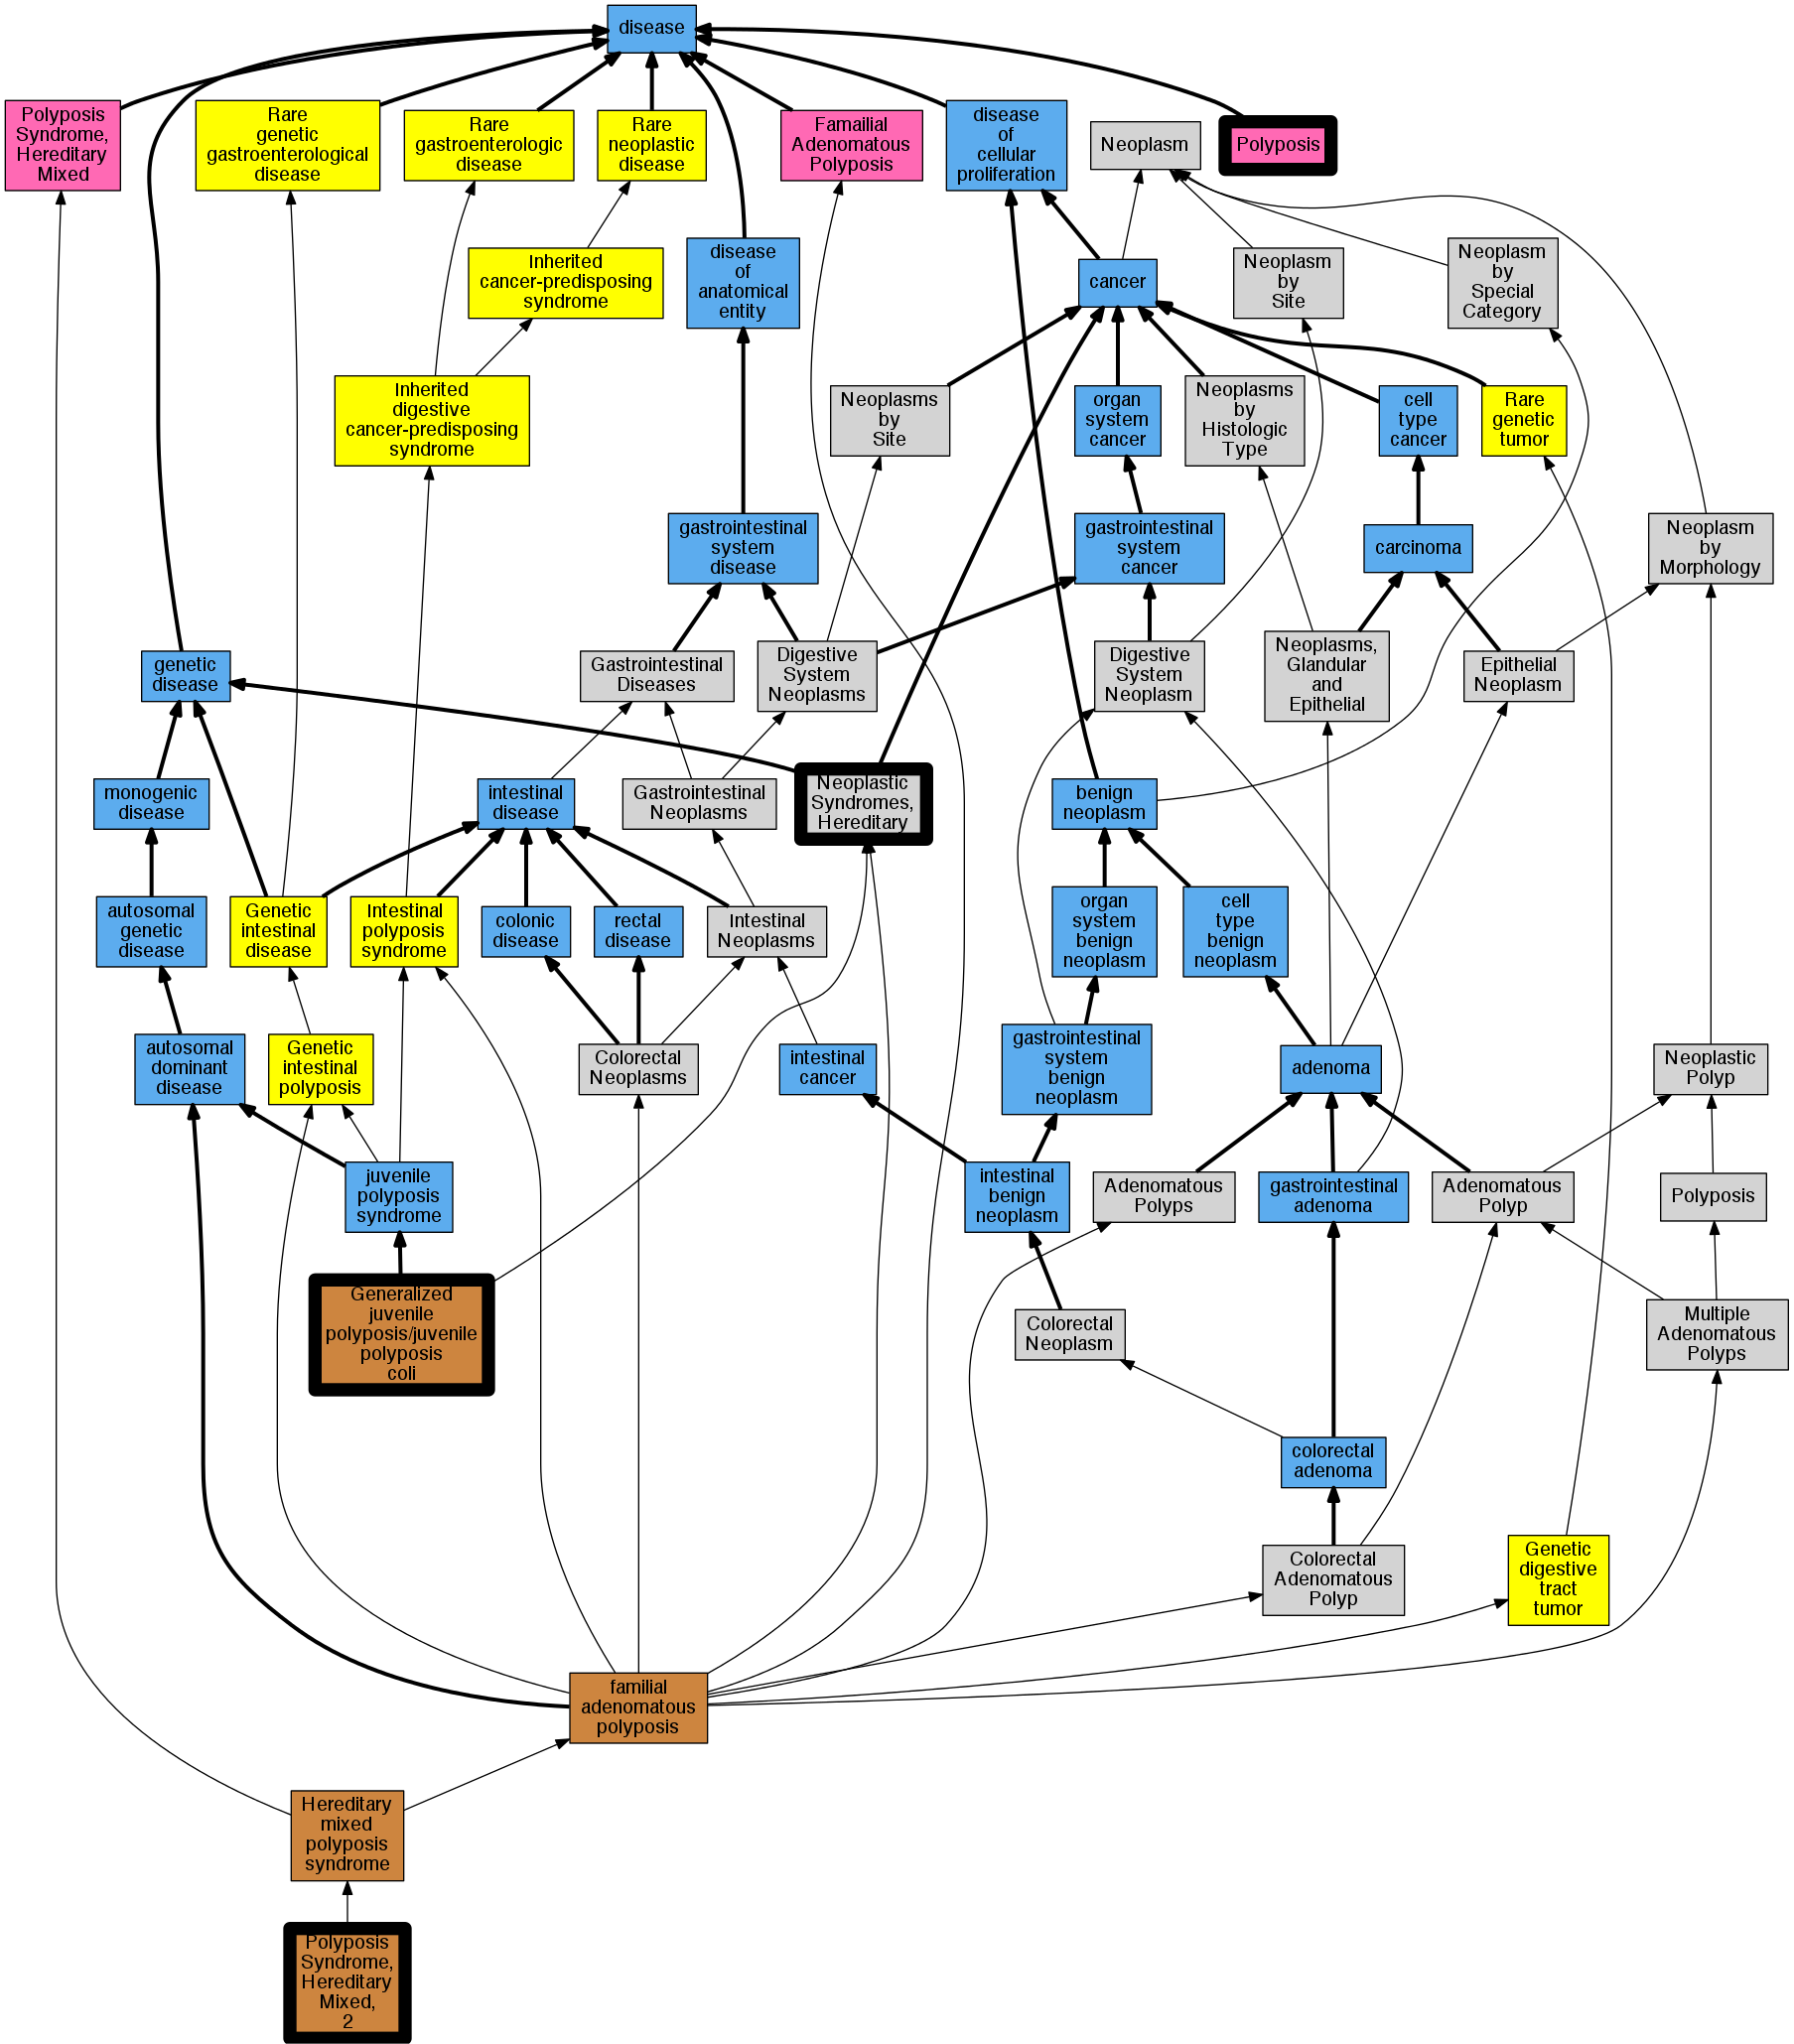 disease
Polyposis
Syndrome,
Hereditary
Mixed
Rare
genetic
gastroenterological
disease
Rare
gastroenterologic
disease
Rare
neoplastic
disease
Famailial
Adenomatous
Polyposis
disease
of
cellular
proliferation
Neoplasm
Polyposis
Inherited
cancer-predisposing
syndrome
disease
of
anatomical
entity
cancer
Neoplasm
by
Site
Neoplasm
by
Special
Category
Inherited
digestive
cancer-predisposing
syndrome
Neoplasms
by
Site
organ
system
cancer
Neoplasms
by
Histologic
Type
cell
type
cancer
Rare
genetic
tumor
gastrointestinal
system
disease
gastrointestinal
system
cancer
carcinoma
Neoplasm
by
Morphology
genetic
disease
Gastrointestinal
Diseases
Digestive
System
Neoplasms
Digestive
System
Neoplasm
Neoplasms,
Glandular
and
Epithelial
Epithelial
Neoplasm
monogenic
disease
intestinal
disease
Gastrointestinal
Neoplasms
Neoplastic
Syndromes,
Hereditary
benign
neoplasm
autosomal
genetic
disease
Genetic
intestinal
disease
Intestinal
polyposis
syndrome
colonic
disease
rectal
disease
Intestinal
Neoplasms
organ
system
benign
neoplasm
cell
type
benign
neoplasm
autosomal
dominant
disease
Genetic
intestinal
polyposis
Colorectal
Neoplasms
intestinal
cancer
gastrointestinal
system
benign
neoplasm
adenoma
Neoplastic
Polyp
juvenile
polyposis
syndrome
intestinal
benign
neoplasm
Adenomatous
Polyps
gastrointestinal
adenoma
Adenomatous
Polyp
Polyposis
Generalized
juvenile
polyposis/juvenile
polyposis
coli
Colorectal
Neoplasm
Multiple
Adenomatous
Polyps
colorectal
adenoma
Colorectal
Adenomatous
Polyp
Genetic
digestive
tract
tumor
familial
adenomatous
polyposis
Hereditary
mixed
polyposis
syndrome
Polyposis
Syndrome,
Hereditary
Mixed,
2